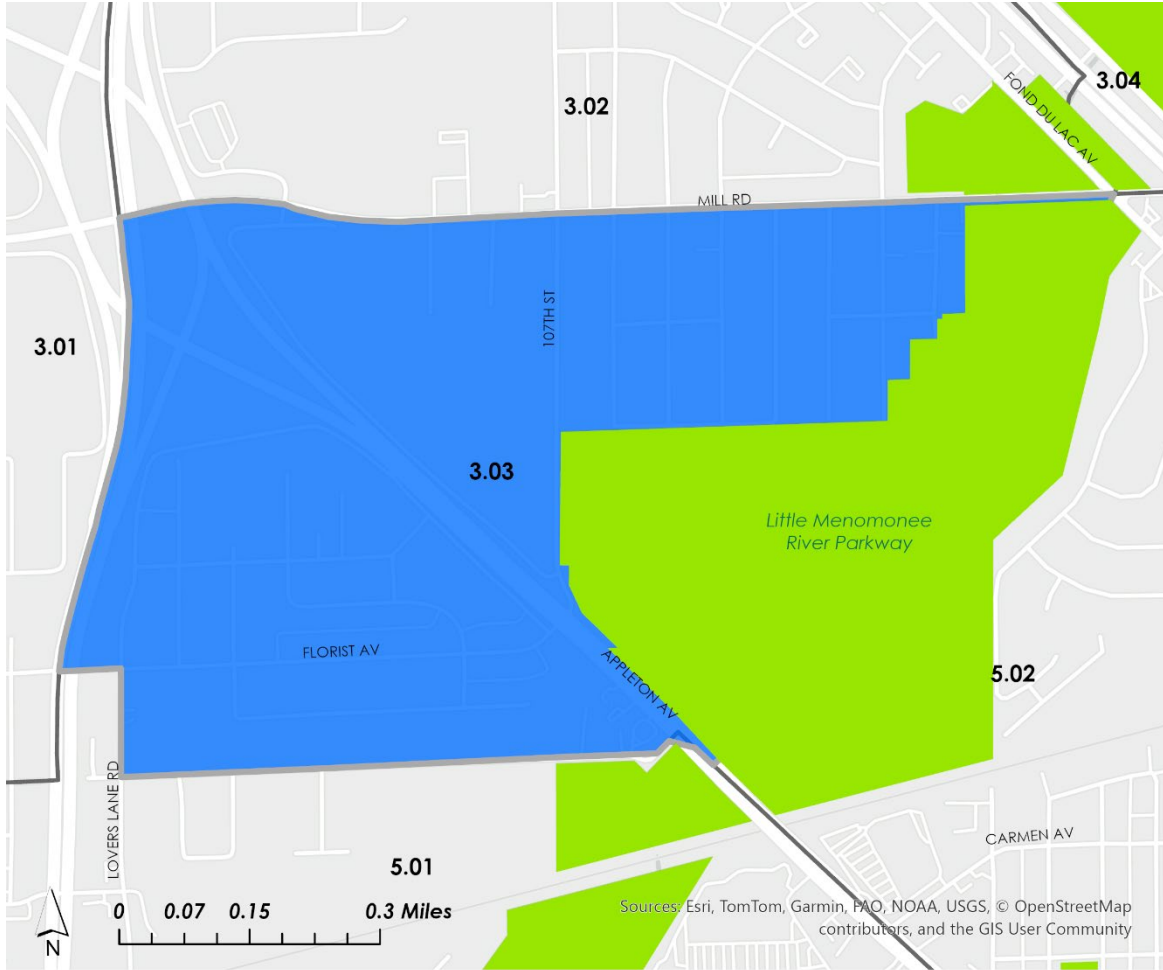 3.04
FOND DU LAC AV
3.02
MILL RD
3.01
107TH ST
3.03
Little Menomonee
River Parkway
FLORIST AV
APPLETON AV
5.02
LOVERS LANE RD
CARMEN AV
5.01
0 0.07 0.15 0.3 Miles
N
Sources: Esri, TomTom, Garmin, FAO, NOAA, USGS, © OpenStreetMap
contributors, and the GIS User Community